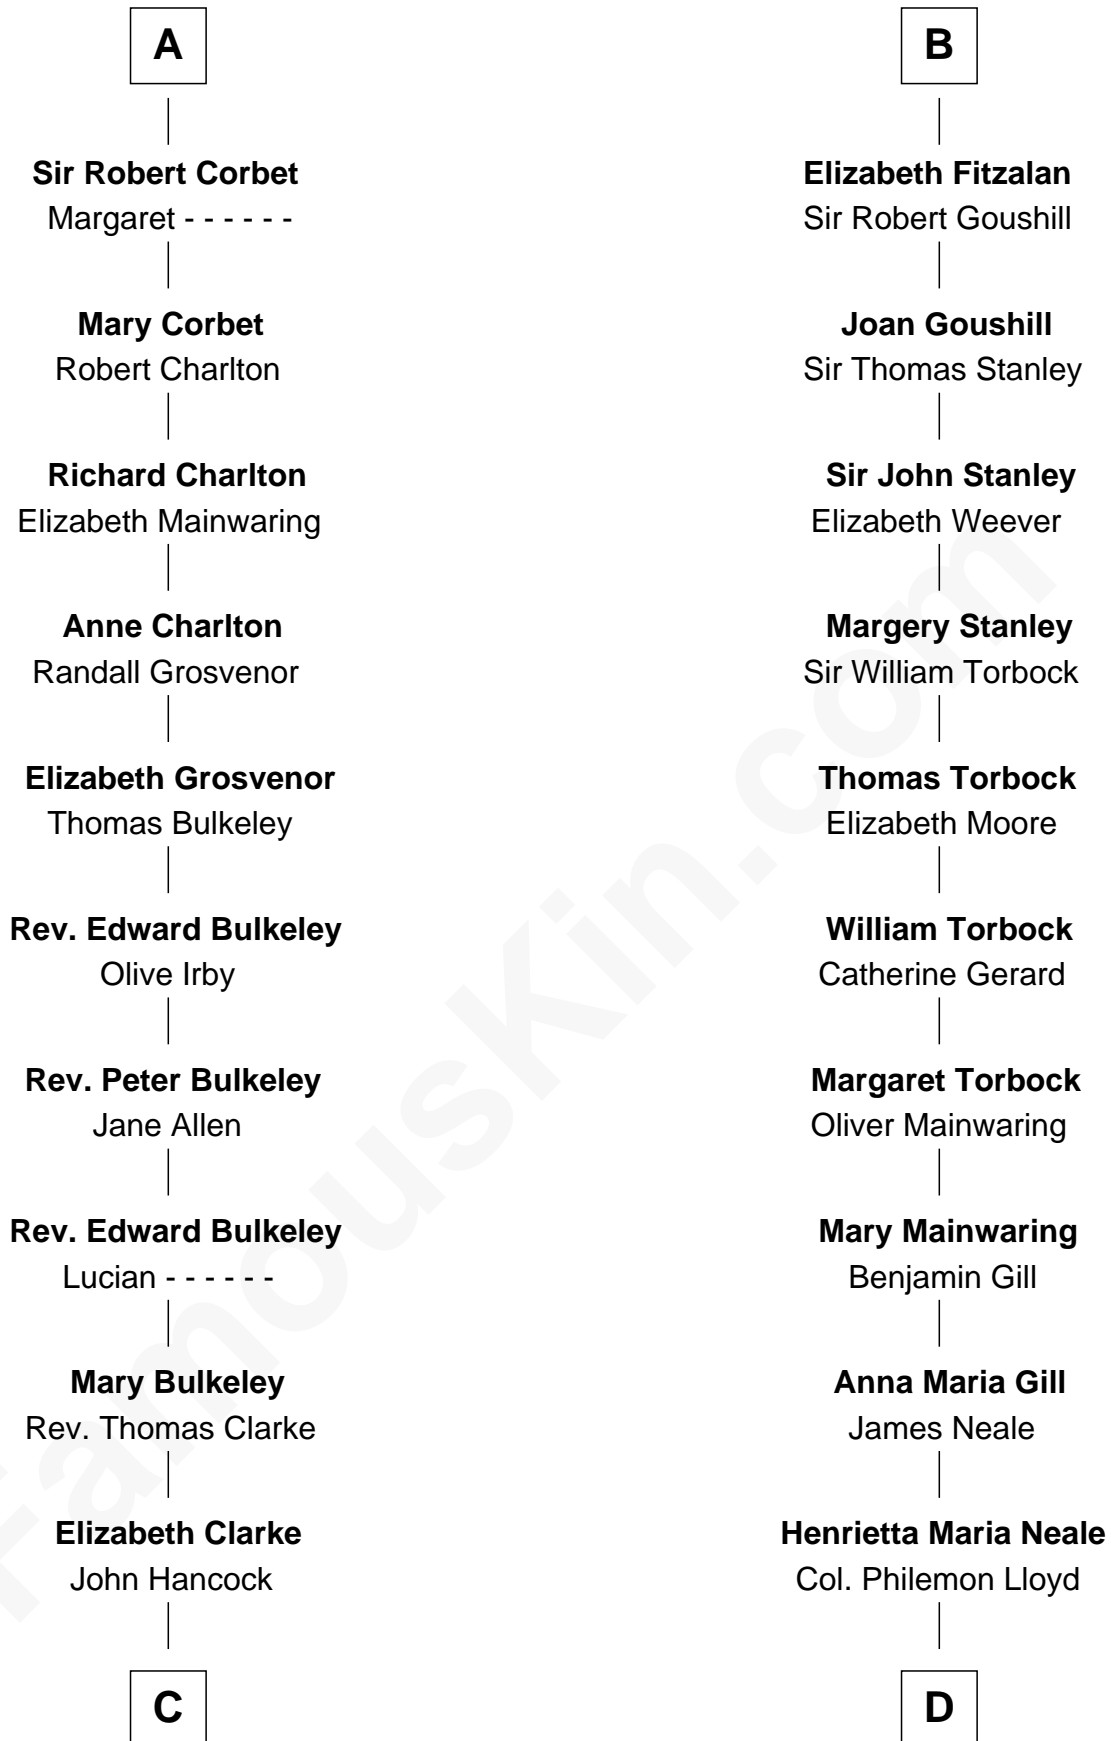 A
Sir Robert Corbet
Margaret - - - - - -
Mary Corbet
Robert Charlton
Richard Charlton
Elizabeth Mainwaring
Anne Charlton
Randall Grosvenor
Elizabeth Grosvenor
Thomas Bulkeley
Rev. Edward Bulkeley
Olive Irby
Rev. Peter Bulkeley
Jane Allen
Rev. Edward Bulkeley
Lucian - - - - - -
Mary Bulkeley
Rev. Thomas Clarke
Elizabeth Clarke
John Hancock
C
B
Elizabeth Fitzalan
Sir Robert Goushill
Joan Goushill
Sir Thomas Stanley
Sir John Stanley
Elizabeth Weever
Margery Stanley
Sir William Torbock
Thomas Torbock
Elizabeth Moore
William Torbock
Catherine Gerard
Margaret Torbock
Oliver Mainwaring
Mary Mainwaring
Benjamin Gill
Anna Maria Gill
James Neale
Henrietta Maria Neale
Col. Philemon Lloyd
D
FamousKin.com